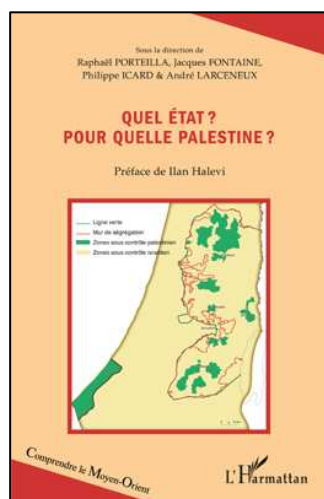 Sous la direction de
Raphaël PORTEILLA, Jacques FONTAINE,
Philippe ICARD & André LARCENEUX
QUEL ÉTAT ?
POUR QUELLE PALESTINE ?
Préface de Ilan Halevi
Ligne verte
Mur de ségrégation
Zones sous contrôle palestinien
Zones sous contrôle israélien
Comprendre le Moyen-Orient
L'Harmattan